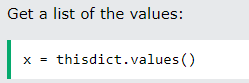 Get a list of the values:
x = thisdict.values()